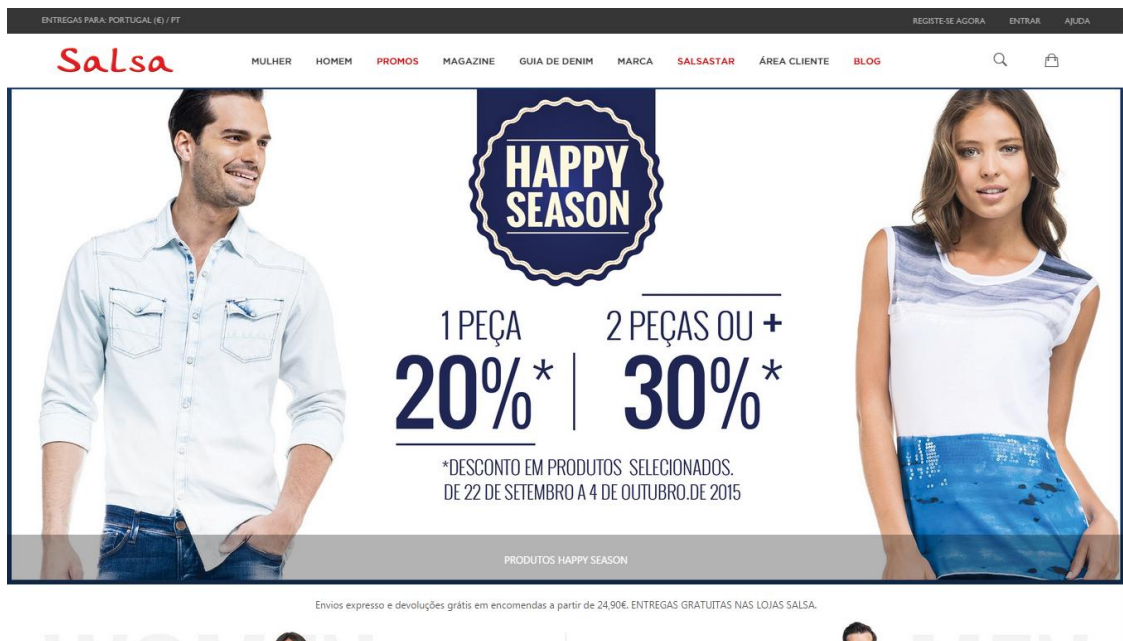 ENTREGAS PARA: PORTUGAL (€) / PT
REGISTE-SE AGORA ENTRAR AJUDA
Salsa
MULHER HOMEM PROMOS MAGAZINE GUIA DE DENIM MARCA SALSASTAR ÁREA CLIENTE BLOG
HAPPY
SEASON
1 PEÇA
20%*
2 PEÇAS OU +
30%*
*DESCONTO EM PRODUTOS SELECIONADOS.
DE 22 DE SETEMBRO A 4 DE OUTUBRO.DE 2015
PRODUTOS HAPPY SEASON
Envios expresso e devoluções grátis em encomendas a partir de 24,90€. ENTREGAS GRATUITAS NAS LOJAS SALSA.